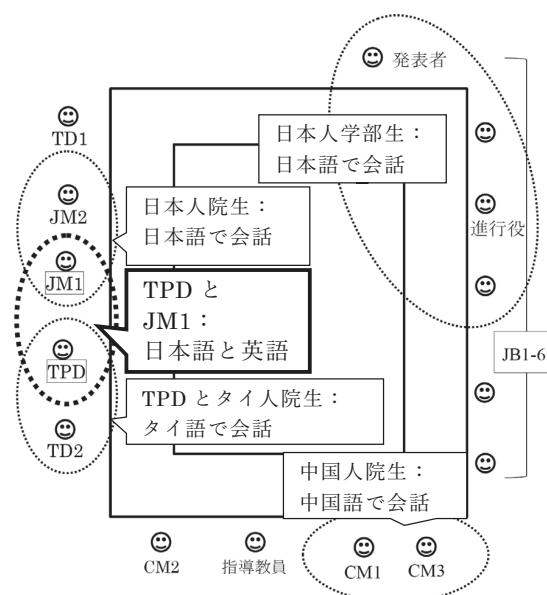 発表者
日本人学部生：
日本語で会話
TD1
JM2
日本人院生：
日本語で会話
進行役
JM1
TPD と
JM1：
日本語と英語
JB1-6
TPD
TPD とタイ人院生：
タイ語で会話
TD2
中国人院生：
中国語で会話
CM2
指導教員
CM1
CM3